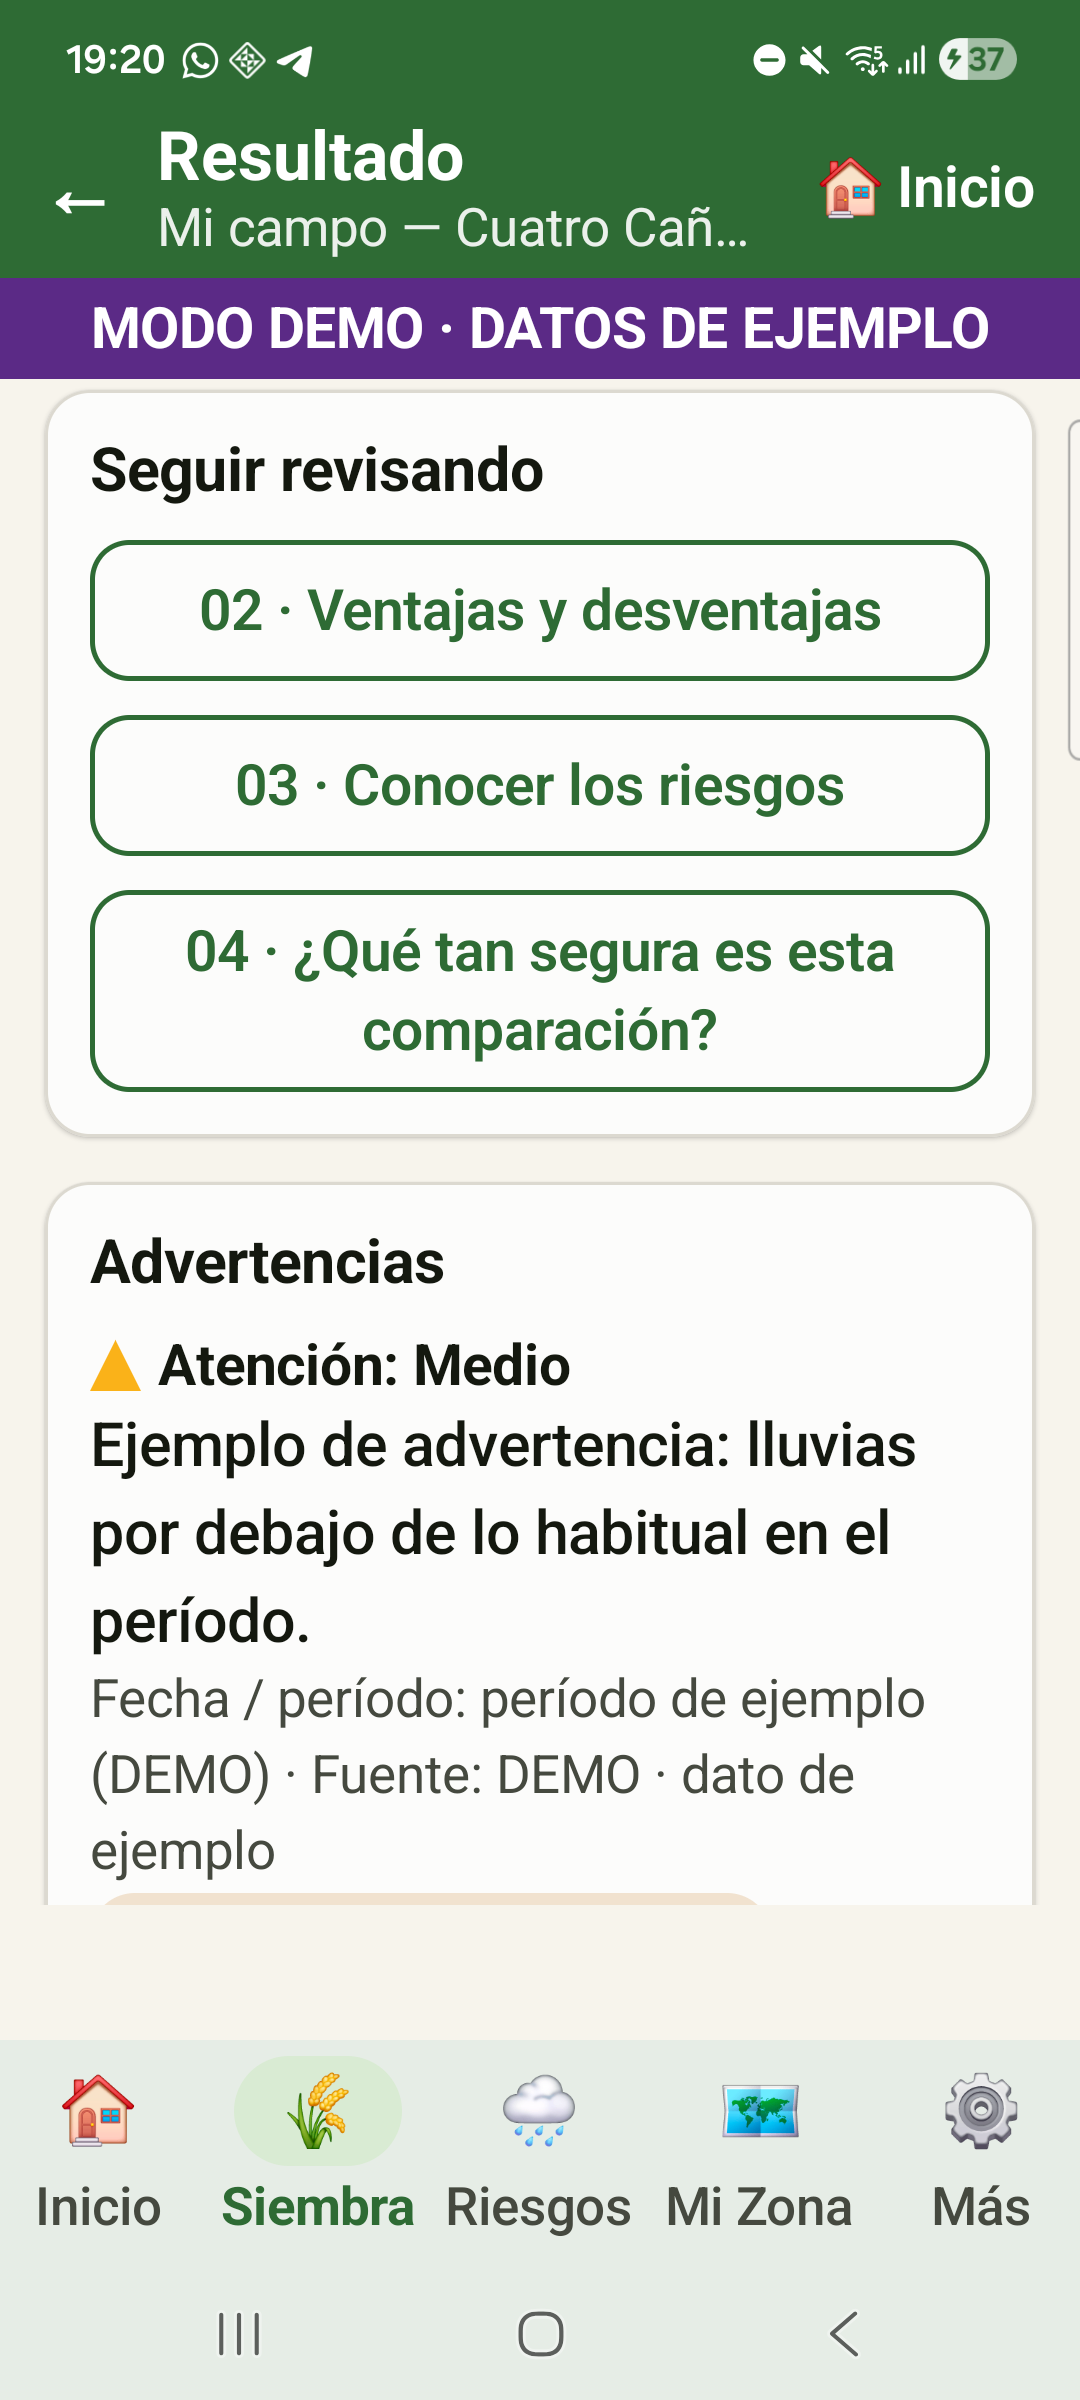 19:20
5
37
Resultado
Mi campo — Cuatro Cañ...
Inicio
MODO DEMO · DATOS DE EJEMPLO
Seguir revisando
02 · Ventajas y desventajas
03 · Conocer los riesgos
04 · ¿Qué tan segura es esta
comparación?
Advertencias
Atención: Medio
Ejemplo de advertencia: lluvias
por debajo de lo habitual en el
período.
Fecha / período: período de ejemplo
(DEMO) · Fuente: DEMO · dato de
ejemplo
Inicio
Siembra
Riesgos
Mi Zona
Más